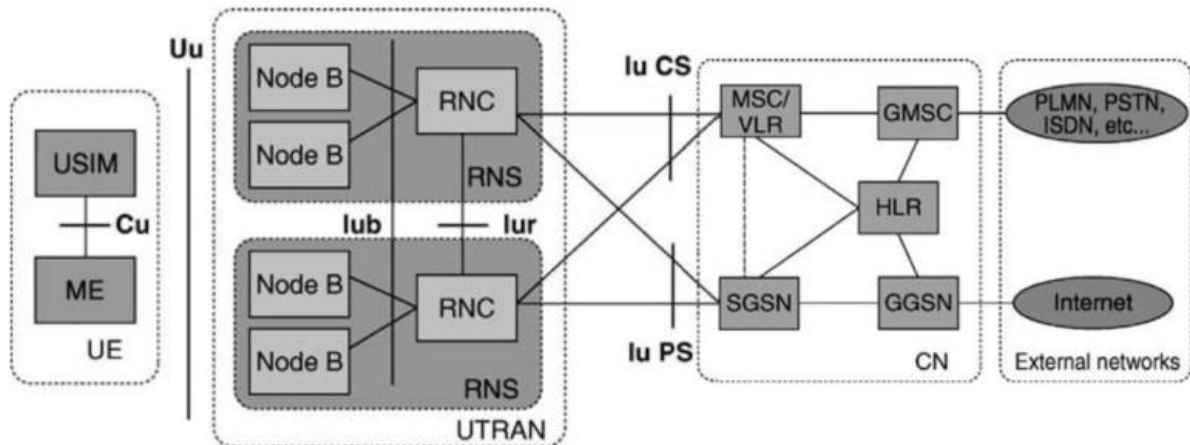 Uu
Node B
Node B
RNC
RNS
Iu CS
MSC/
VLR
GMSC
PLMN, PSTN,
ISDN, etc...
USIM
Cu
ME
UE
Iub
Iur
HLR
Node B
Node B
RNC
RNS
UTRAN
Iu PS
SGSN
GGSN
CN
Internet
External networks